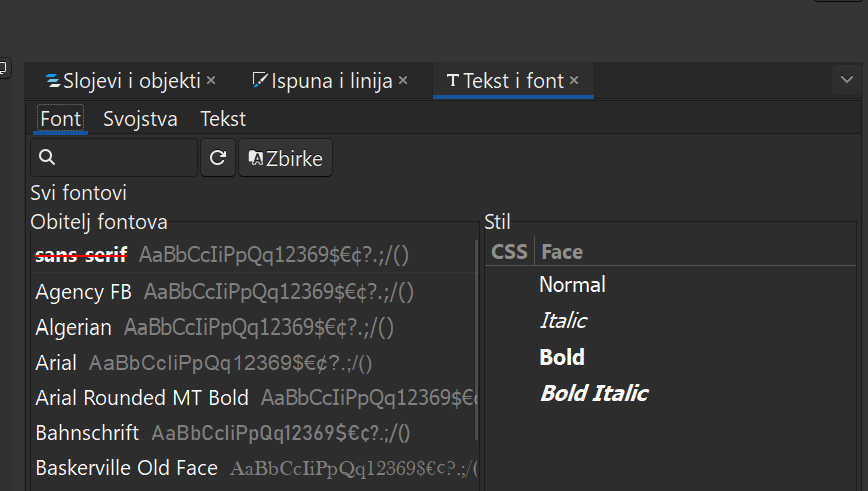 Slojevi i objekti × Ispuna i linija × Tekst i font ×
Font Svojstva Tekst
Zbirke
Svi fontovi
Obitelj fontova
sans-serif AaBbCcIiPpQq12369$€¢?.;/()
Agency FB AaBbCcIiPpQq12369$€¢?.;/()
Algerian AaBbCcIiPpQq12369$€¢?.;/()
Arial AaBbCcIiPpQq12369$€¢?.;/()
Arial Rounded MT Bold AaBbCcIiPpQq12369$€¢
Bahnschrift AaBbCcIiPpQq12369$€¢?.;/()
Baskerville Old Face AaBbCcIiPpQq12369$€¢?.;/(
Stil
CSS Face
Normal
Italic
Bold
Bold Italic